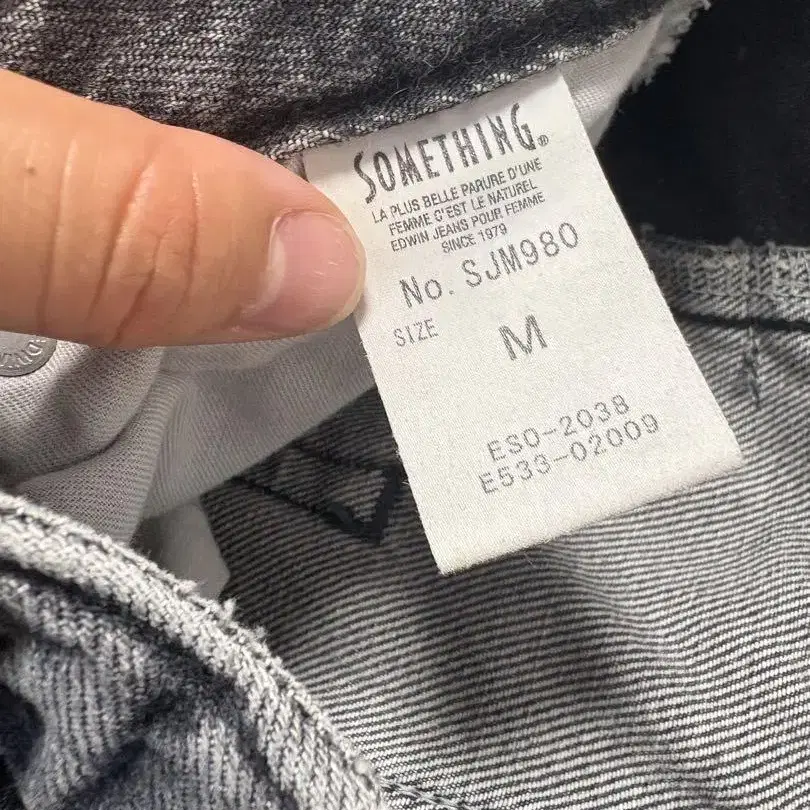 SOMETHING®
LA PLUS BELLE PARURE D'UNE
FEMME C'EST LE NATUREL
EDWIN JEANS POUR FEMME
SINCE 1979
No. SJM980
SIZE M
ESO-2038
E533-02009